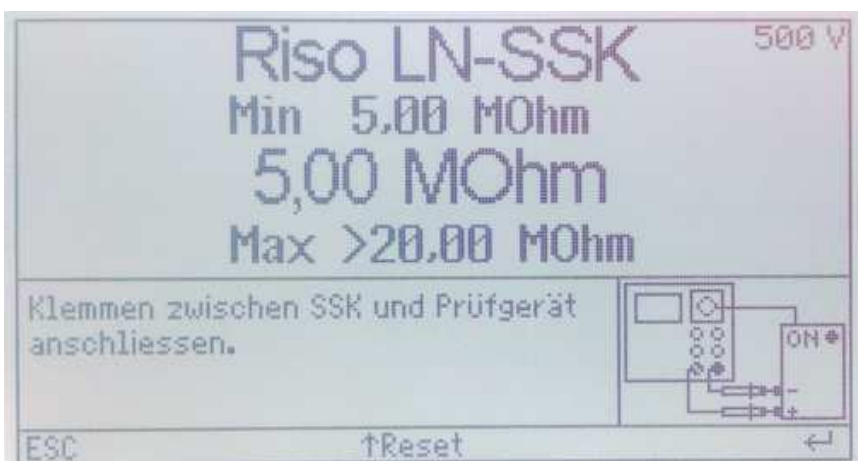 Riso LN-SSK
500 V
Min 5,00 MOhm
5,00 MOhm
Max >20,00 MOhm
Klemmen zwischen SSK und Prüfgerät
anschliessen.
ON
-
+
ESC ↑Reset ↵